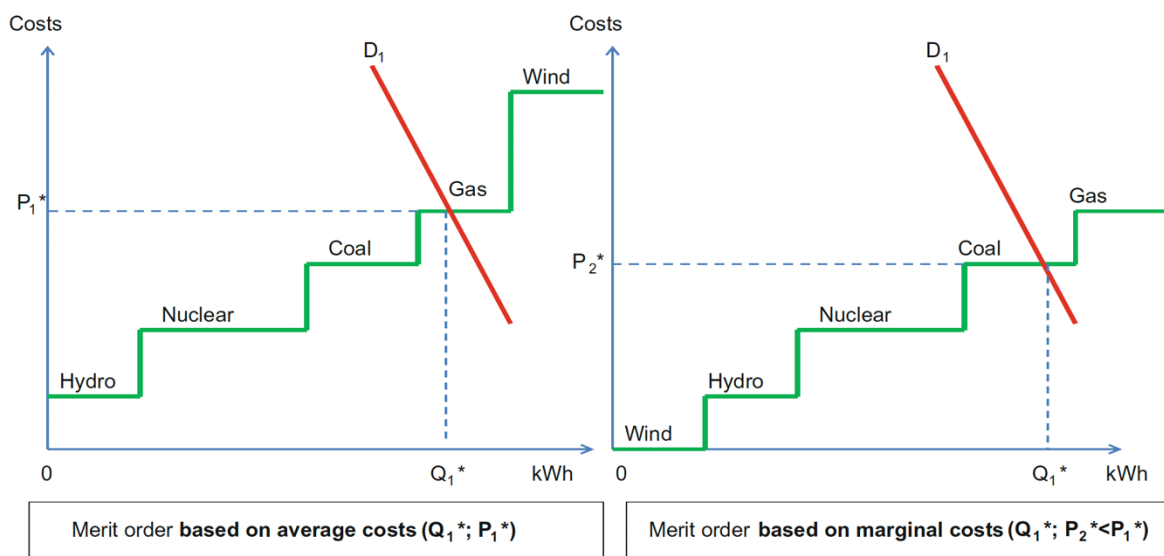 Costs
D₁
Wind
P₁*
Gas
Coal
Nuclear
Hydro
0
Q₁*
kWh
Merit order based on average costs (Q₁*; P₁*)
Costs
D₁
Gas
P₂*
Coal
Nuclear
Hydro
Wind
0
Q₁*
kWh
Merit order based on marginal costs (Q₁*; P₂*<P₁*)